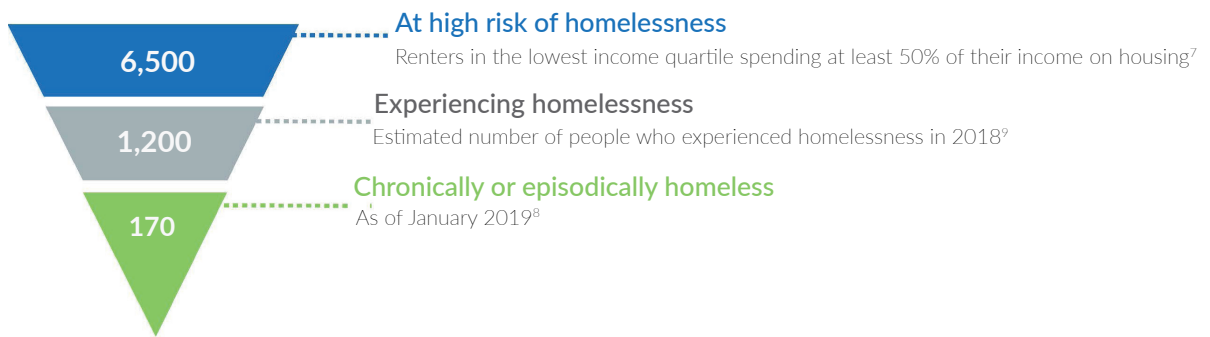 At high risk of homelessness
6,500
Renters in the lowest income quartile spending at least 50% of their income on housing⁷
Experiencing homelessness
1,200
Estimated number of people who experienced homelessness in 2018⁹
Chronically or episodically homeless
170
As of January 2019⁸